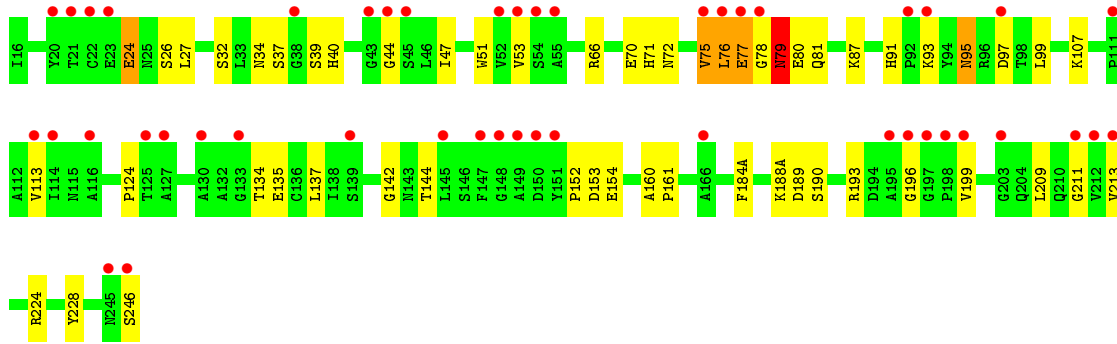 I16 Y20 T21 C22 E23 E24 N25 S26 L27 S32 L33 N34 S37 G38 S39 H40 G43 G44 S45 L46 I47 W51 V52 V53 S54 A55 R66 E70 H71 N72 V75 L76 E77 G78 N79 E80 Q81 K87 H91 P92 K93 Y94 N95 R96 D97 T98 L99 K107 P111
A112 V113 I114 N115 A116 P124 T125 A127 A130 A132 G133 T134 E135 C136 L137 I138 S139 G142 N143 T144 L145 S146 F147 G148 A149 D150 Y151 P152 D153 E154 A160 P161 A166 F184A K188A D189 S190 R193 D194 A195 G196 G197 P198 V199 G203 Q204 L209 Q210 G211 V212 V213
R224 Y228 N245 S246